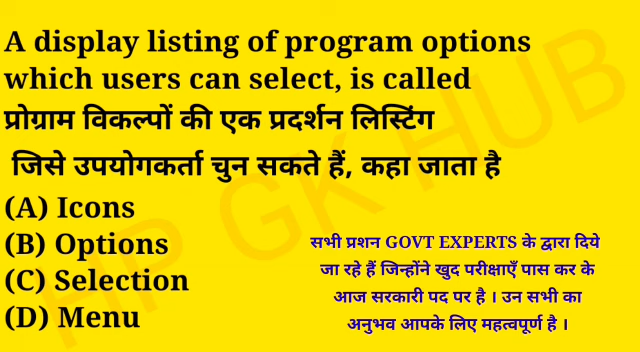 A display listing of program options
which users can select, is called
प्रोग्राम विकल्पों की एक प्रदर्शन लिस्टिंग
जिसे उपयोगकर्ता चुन सकते हैं, कहा जाता है
(A) Icons
(B) Options
(C) Selection
(D) Menu
सभी प्रशन GOVT EXPERTS के द्वारा दिये
जा रहे हैं जिन्होंने खुद परीक्षाएँ पास कर के
आज सरकारी पद पर है । उन सभी का
अनुभव आपके लिए महत्वपूर्ण है ।
HP GK HUB